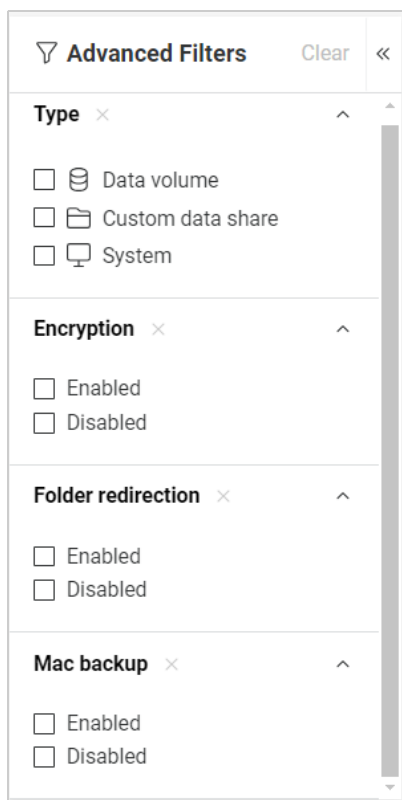 Advanced Filters Clear «
Type ×
Data volume
Custom data share
System
Encryption ×
Enabled
Disabled
Folder redirection ×
Enabled
Disabled
Mac backup ×
Enabled
Disabled